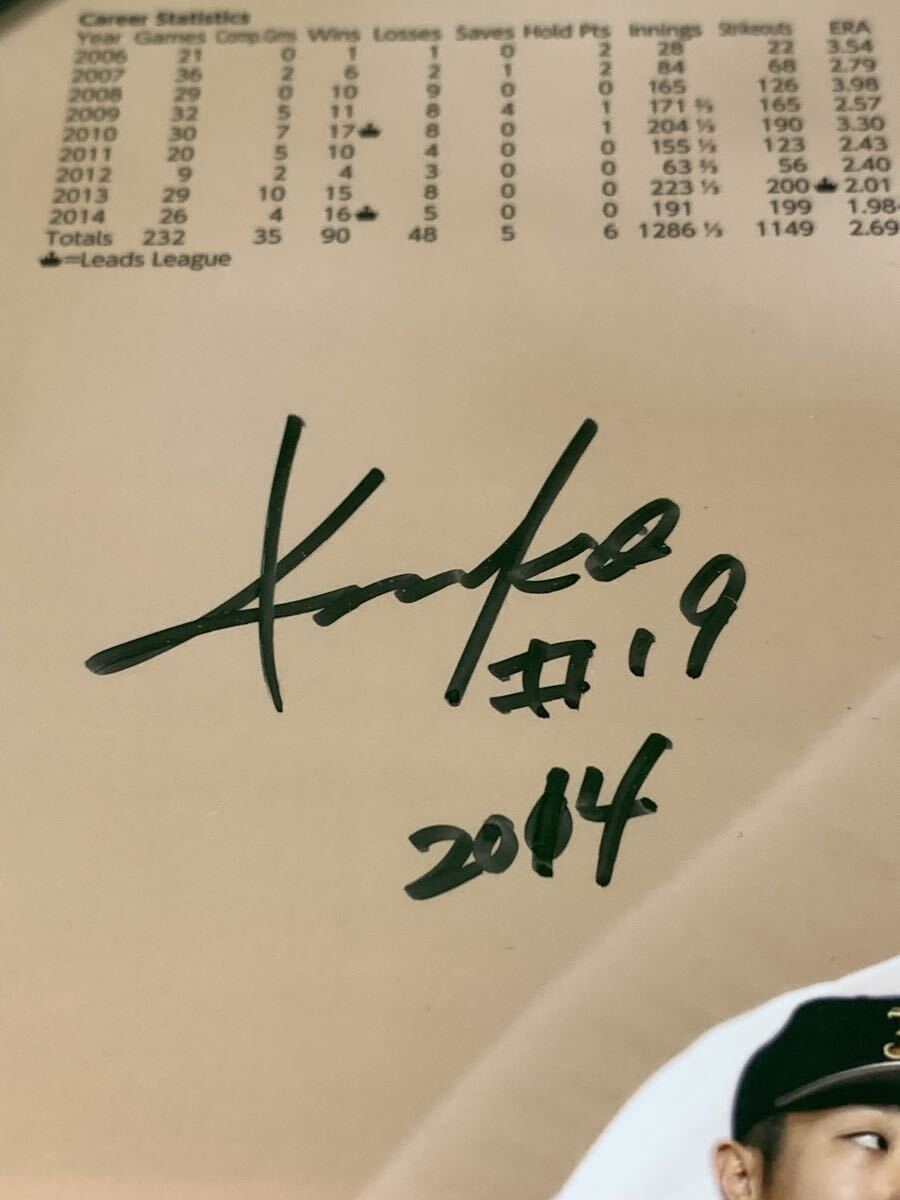 Career Statistics
Year Games Comp.Gms Wins Losses Saves Hold Pts Innings Strikeouts ERA
2006 21 0 1 1 0 2 28 22 3.54
2007 36 2 6 2 1 2 84 68 2.79
2008 29 0 10 9 0 0 165 126 3.98
2009 32 5 11 8 4 1 171 ⅔ 165 2.57
2010 30 7 17 8 0 1 204 ⅓ 190 3.30
2011 20 5 10 4 0 0 155 ⅓ 123 2.43
2012 9 2 4 3 0 0 63 ⅔ 56 2.40
2013 29 10 15 8 0 0 223 ⅓ 200 2.01
2014 26 4 16 5 0 0 191 199 1.98
Totals 232 35 90 48 5 6 1286 ⅓ 1149 2.69
=Leads League
#19
2014